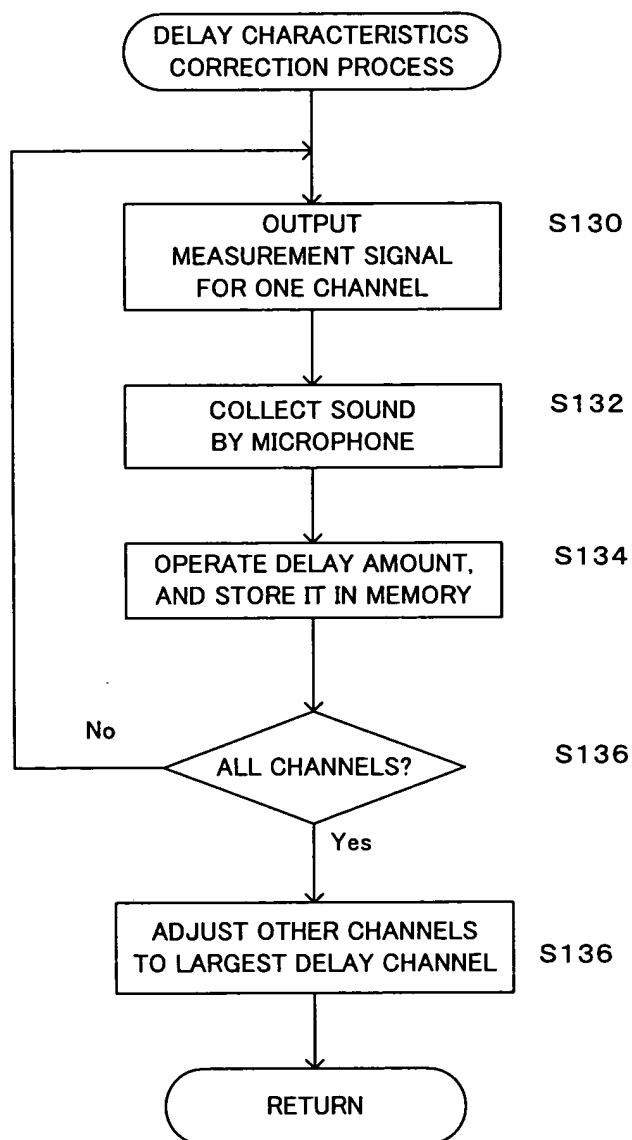 DELAY CHARACTERISTICS
CORRECTION PROCESS
OUTPUT
MEASUREMENT SIGNAL
FOR ONE CHANNEL
S130
COLLECT SOUND
BY MICROPHONE
S132
OPERATE DELAY AMOUNT,
AND STORE IT IN MEMORY
S134
No
ALL CHANNELS?
S136
Yes
ADJUST OTHER CHANNELS
TO LARGEST DELAY CHANNEL
S136
RETURN